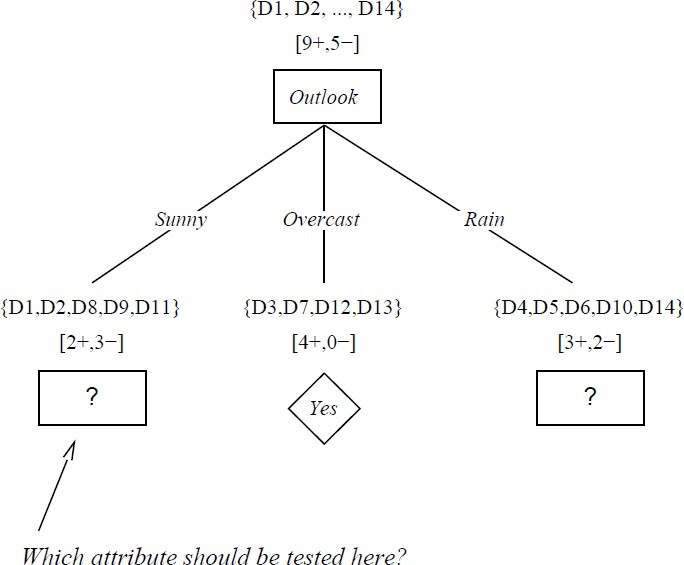 {D1, D2, ..., D14}
[9+,5−]
Outlook
Sunny
Overcast
Rain
{D1,D2,D8,D9,D11}
{D3,D7,D12,D13}
{D4,D5,D6,D10,D14}
[2+,3−]
[4+,0−]
[3+,2−]
?
Yes
?
Which attribute should be tested here?